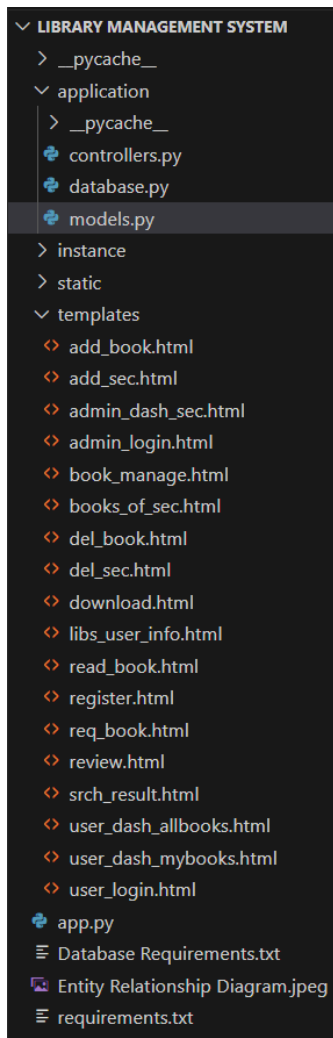 LIBRARY MANAGEMENT SYSTEM
__pycache__
application
__pycache__
controllers.py
database.py
models.py
instance
static
templates
add_book.html
add_sec.html
admin_dash_sec.html
admin_login.html
book_manage.html
books_of_sec.html
del_book.html
del_sec.html
download.html
libs_user_info.html
read_book.html
register.html
req_book.html
review.html
srch_result.html
user_dash_allbooks.html
user_dash_mybooks.html
user_login.html
app.py
Database Requirements.txt
Entity Relationship Diagram.jpeg
requirements.txt